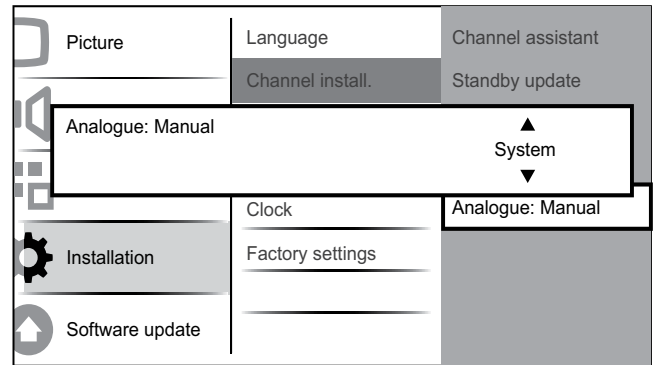 Picture
Language
Channel assistant
Channel install.
Standby update
Analogue: Manual
System
Clock
Analogue: Manual
Installation
Factory settings
Software update